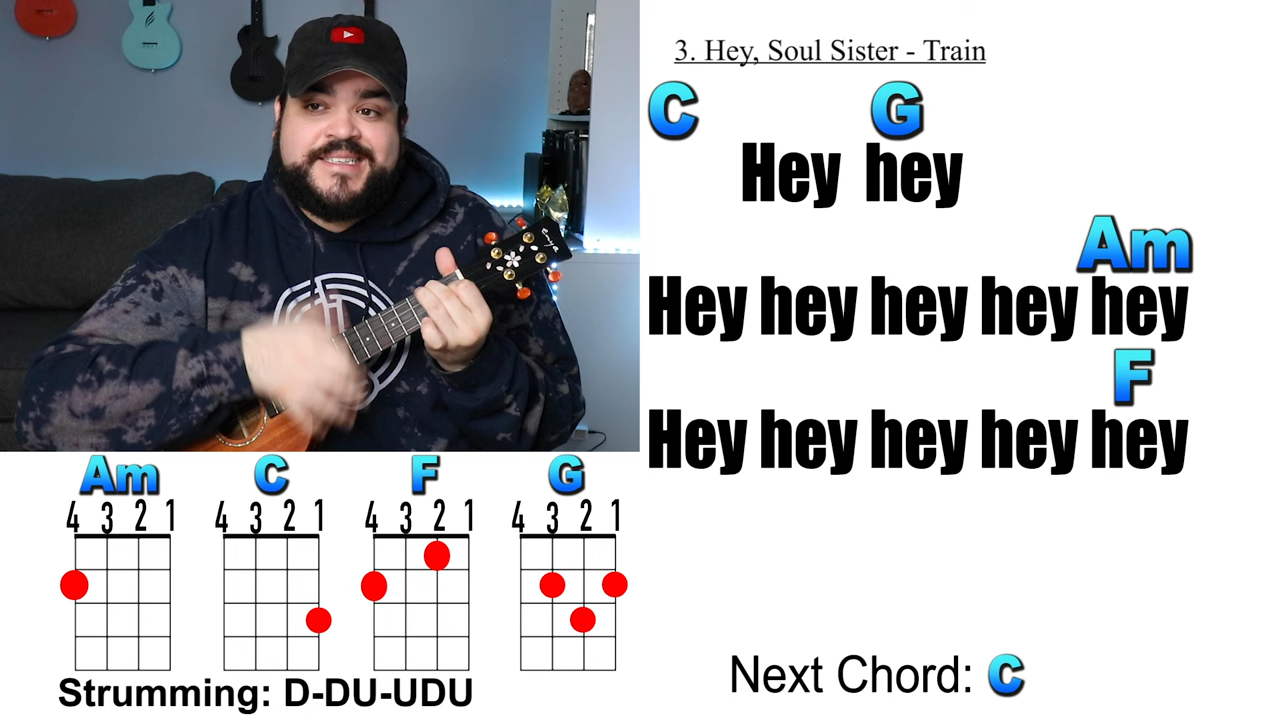 3. Hey, Soul Sister - Train
C G
Hey hey
Am
Hey hey hey hey hey
F
Hey hey hey hey hey
enya
Am C F G
4 3 2 1 4 3 2 1 4 3 2 1 4 3 2 1
Strumming: D-DU-UDU
Next Chord: C